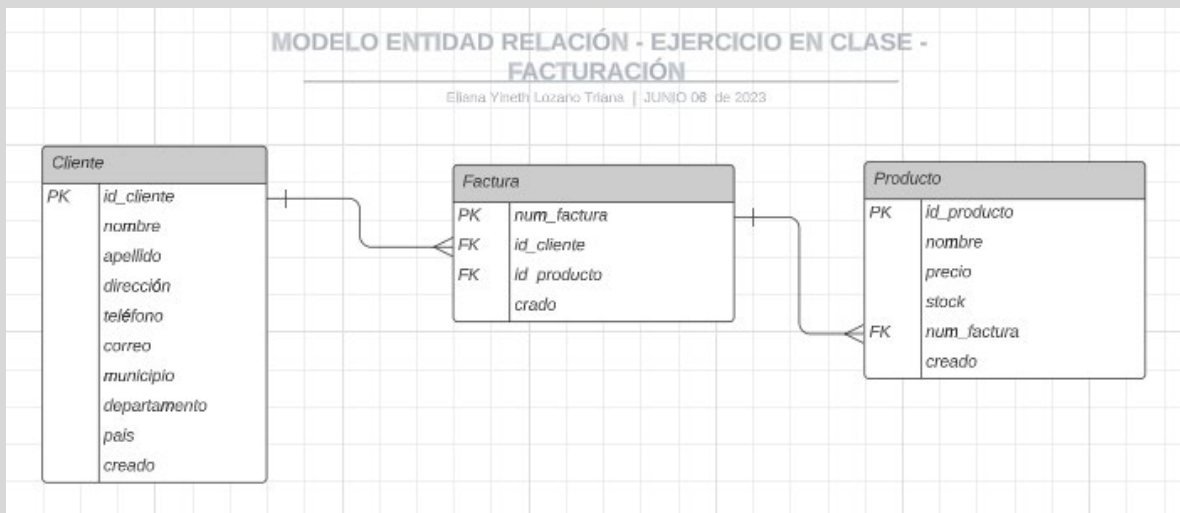 MODELO ENTIDAD RELACIÓN - EJERCICIO EN CLASE -
FACTURACIÓN
Eliana Yineth Lozano Triana | JUNIO 06 de 2023
Cliente
PK id_cliente
nombre
apellido
dirección
teléfono
correo
municipio
departamento
pais
creado
Factura
PK num_factura
FK id_cliente
FK id_producto
crado
Producto
PK id_producto
nombre
precio
stock
FK num_factura
creado